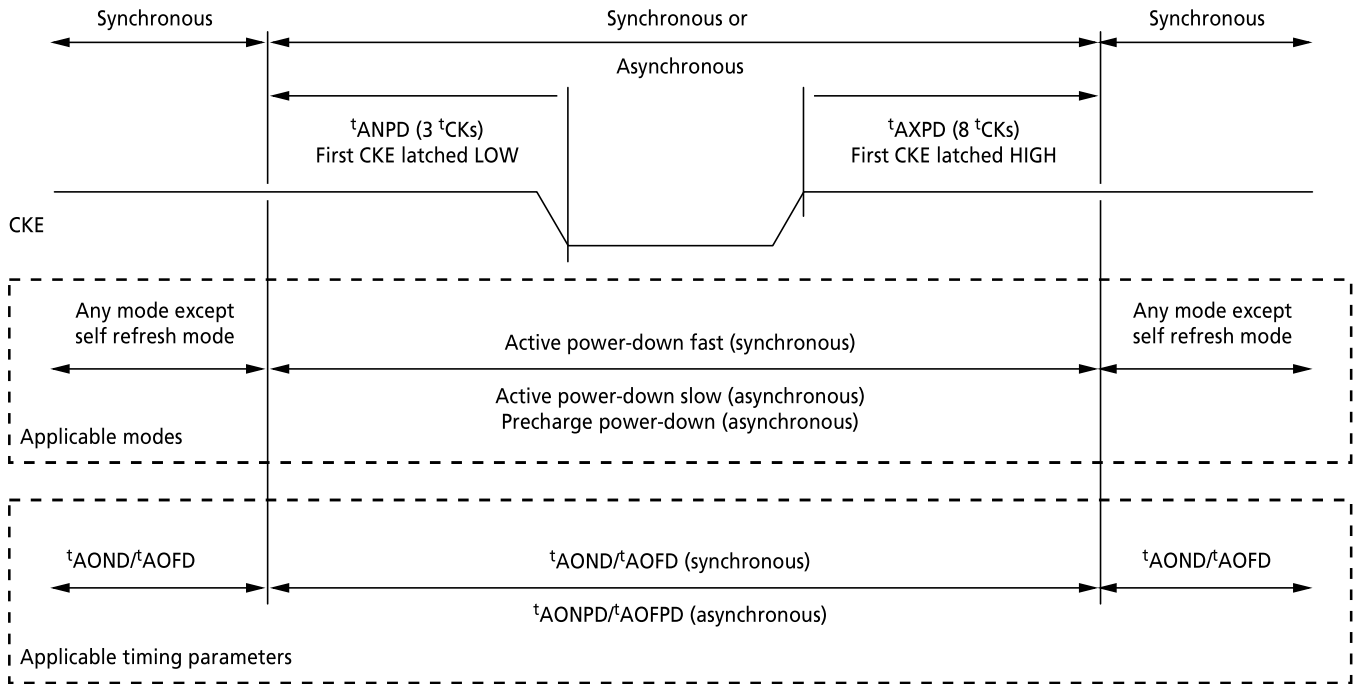 Synchronous
Synchronous or
Synchronous
Asynchronous
tANPD (3 tCKs)
First CKE latched LOW
tAXPD (8 tCKs)
First CKE latched HIGH
CKE
Any mode except
self refresh mode
Active power-down fast (synchronous)
Any mode except
self refresh mode
Active power-down slow (asynchronous)
Precharge power-down (asynchronous)
Applicable modes
tAOND/tAOFD
tAOND/tAOFD (synchronous)
tAOND/tAOFD
tAONPD/tAOFPD (asynchronous)
Applicable timing parameters